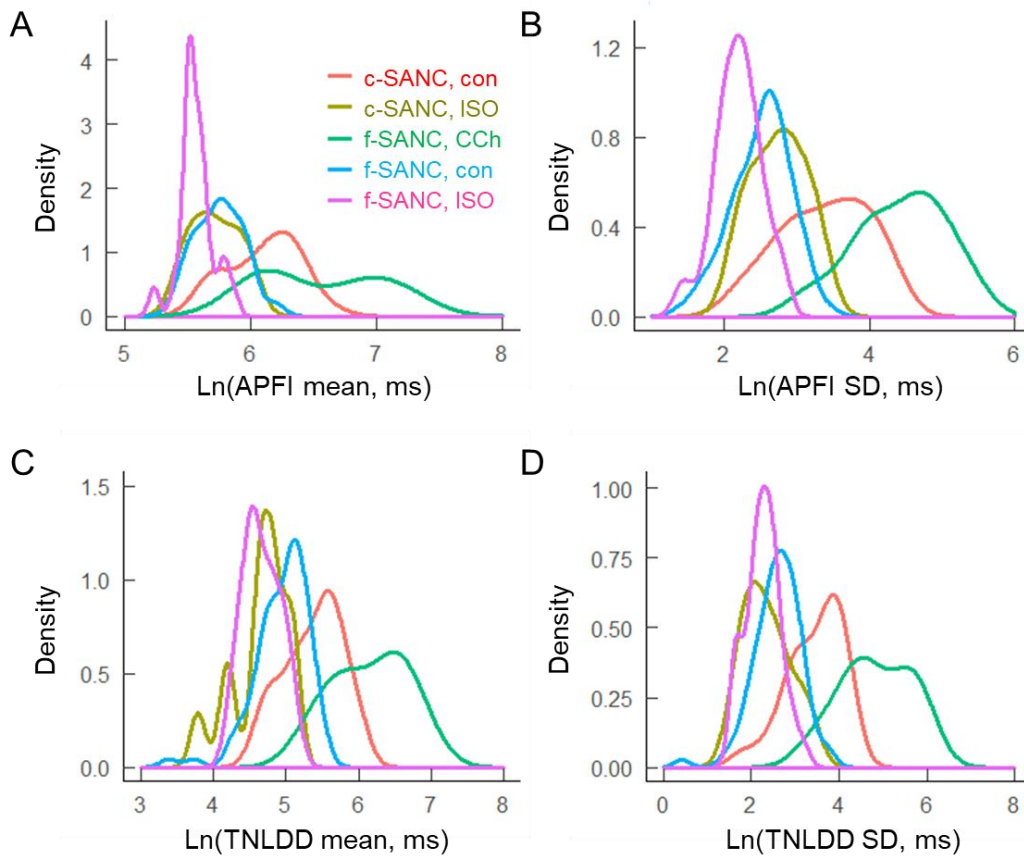 A
4
3
2
1
0
Density
c-SANC, con
c-SANC, ISO
f-SANC, CCh
f-SANC, con
f-SANC, ISO
5 6 7 8
Ln(APFI mean, ms)
B
1.2
0.8
0.4
0.0
Density
2 4 6
Ln(APFI SD, ms)
C
1.5
1.0
0.5
0.0
Density
3 4 5 6 7 8
Ln(TNLDD mean, ms)
D
1.00
0.75
0.50
0.25
0.00
Density
0 2 4 6 8
Ln(TNLDD SD, ms)